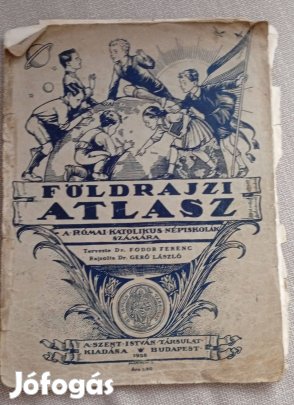 FÖLDRAJZI
ATLASZ
A RÓMAI KATOLIKUS NÉPISKOLÁK
SZÁMÁRA
Tervezte Dr. FODOR FERENC
Rajzolta Dr. GERŐ LÁSZLÓ
A SZENT ISTVÁN TÁRSULAT
KIADÁSA BUDAPEST
1928
Jófogás